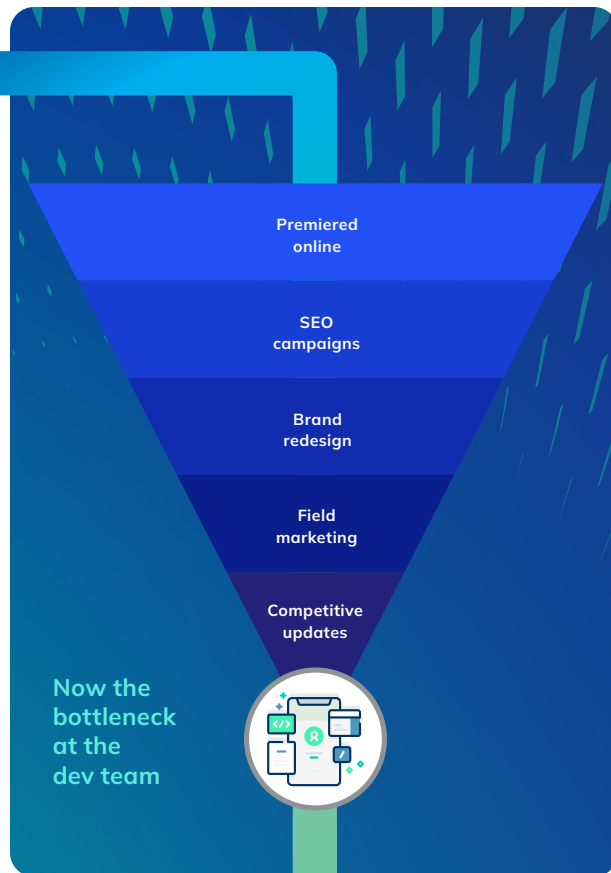 Premiered
online
SEO
campaigns
Brand
redesign
Field
marketing
Competitive
updates
Now the
bottleneck
at the
dev team